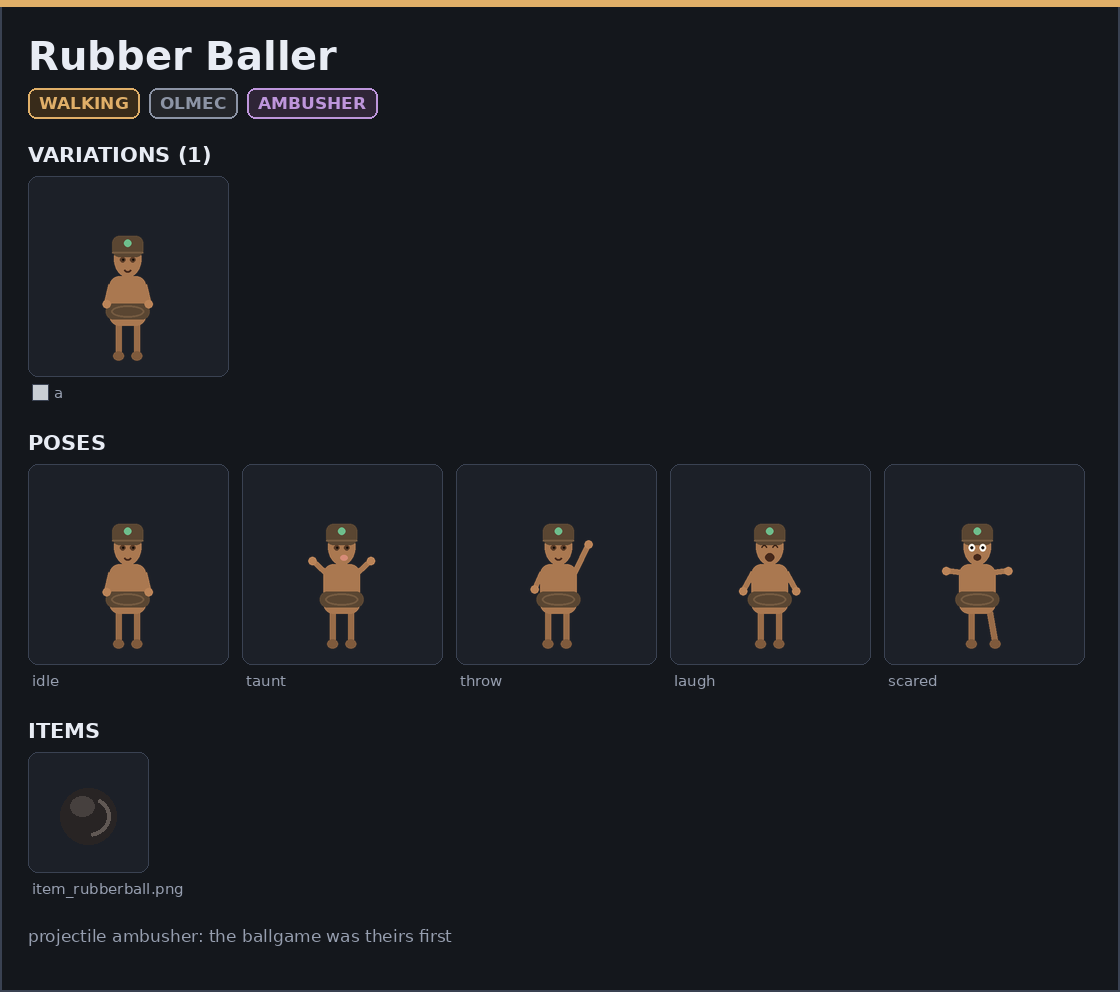 Rubber Baller
WALKING OLMEC AMBUSHER
VARIATIONS (1)
a
POSES
idle taunt throw laugh scared
ITEMS
item_rubberball.png
projectile ambusher: the ballgame was theirs first